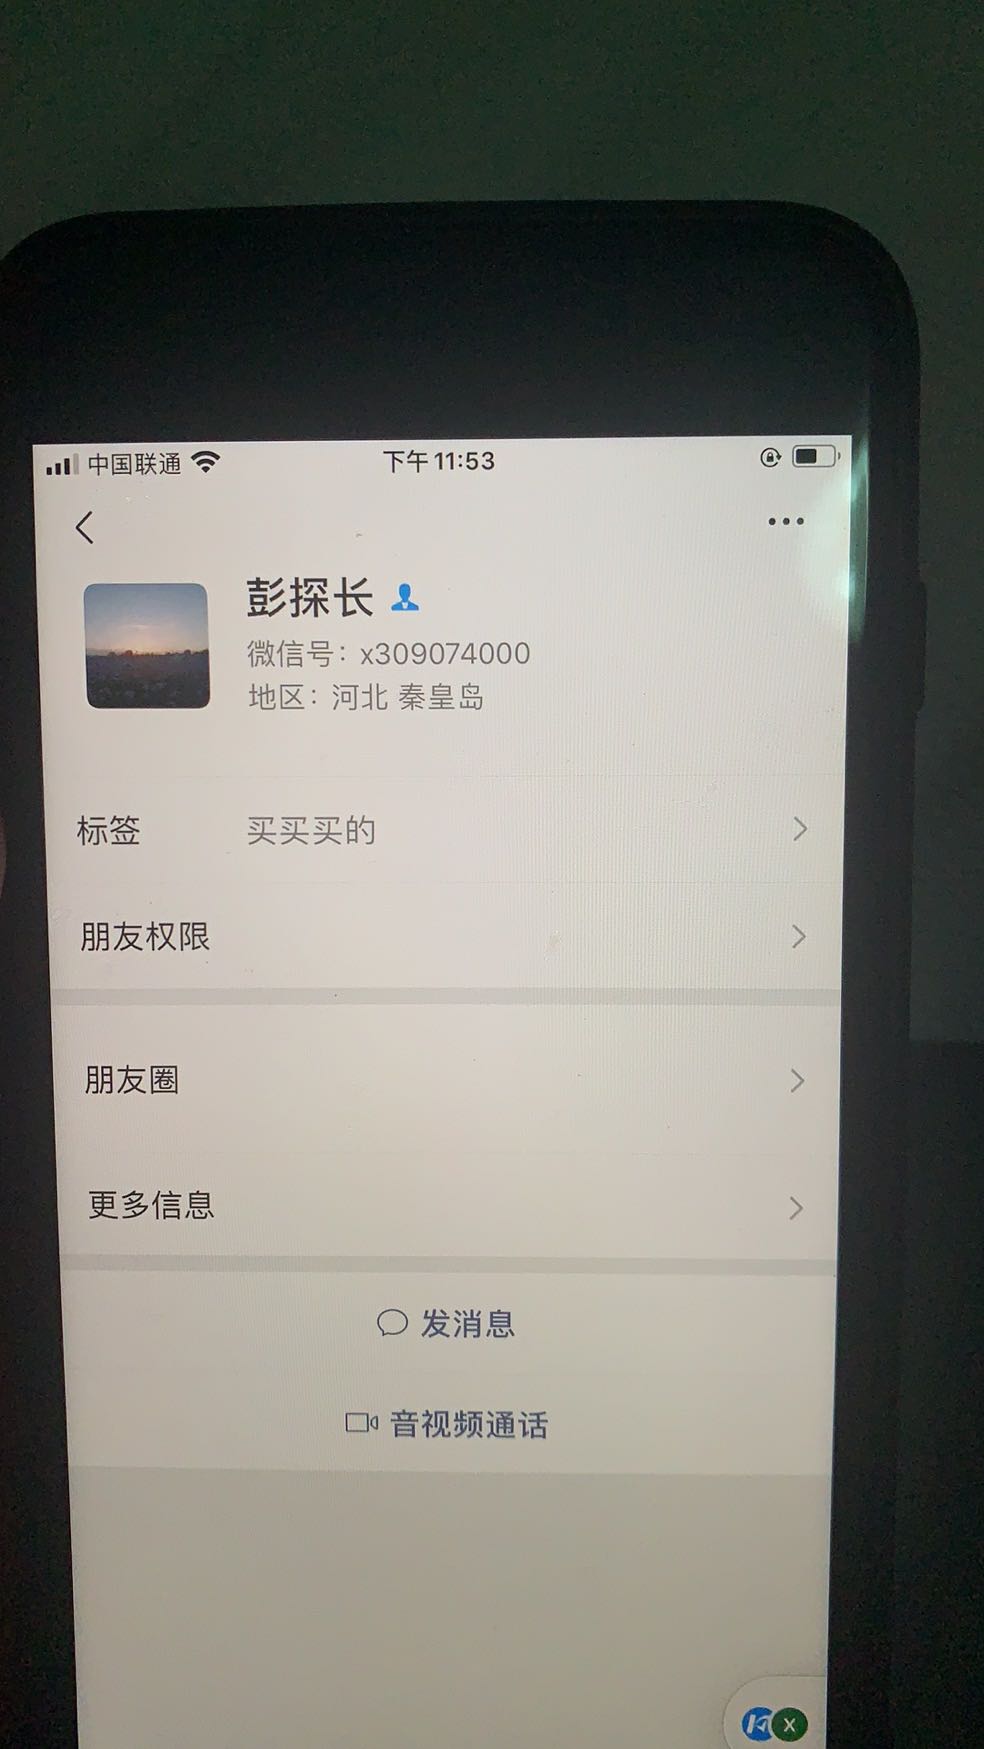 中国联通
下午11:53
彭探长
微信号：x309074000
地区：河北 秦皇岛
标签 买买买的
朋友权限
朋友圈
更多信息
发消息
音视频通话
X